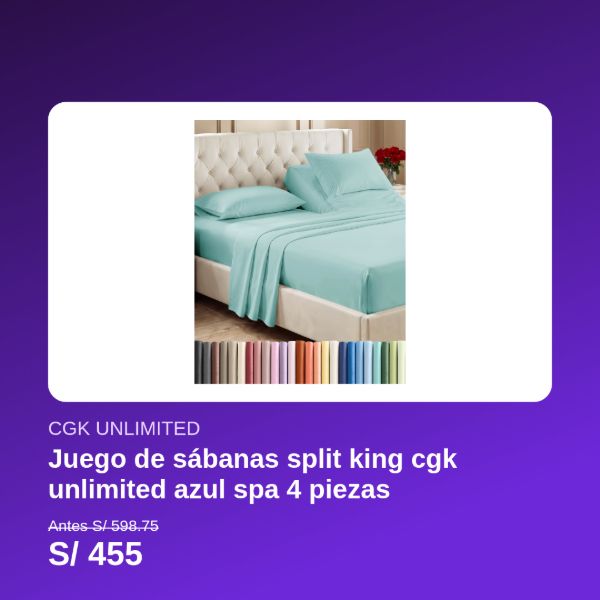 CGK UNLIMITED
Juego de sábanas split king cgk
unlimited azul spa 4 piezas
Antes S/ 598.75
S/ 455